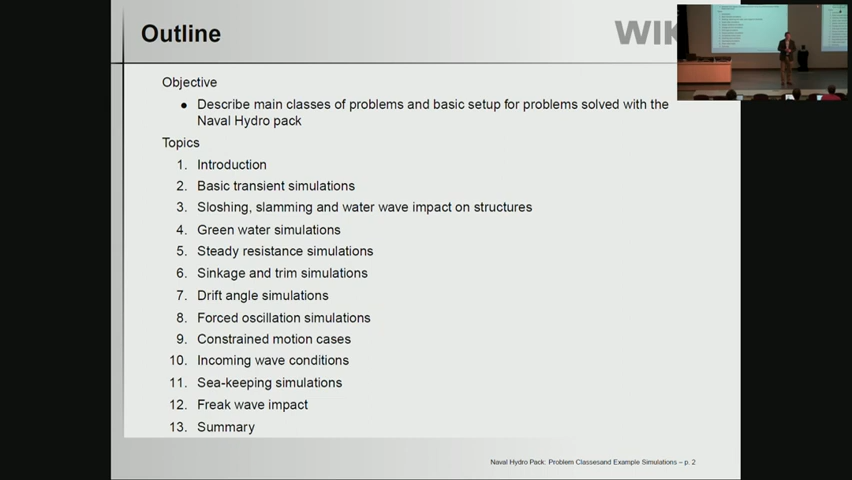 Outline
WIK
Objective
● Describe main classes of problems and basic setup for problems solved with the
Naval Hydro pack
Topics
1. Introduction
2. Basic transient simulations
3. Sloshing, slamming and water wave impact on structures
4. Green water simulations
5. Steady resistance simulations
6. Sinkage and trim simulations
7. Drift angle simulations
8. Forced oscillation simulations
9. Constrained motion cases
10. Incoming wave conditions
11. Sea-keeping simulations
12. Freak wave impact
13. Summary
Naval Hydro Pack: Problem Classesand Example Simulations – p. 2